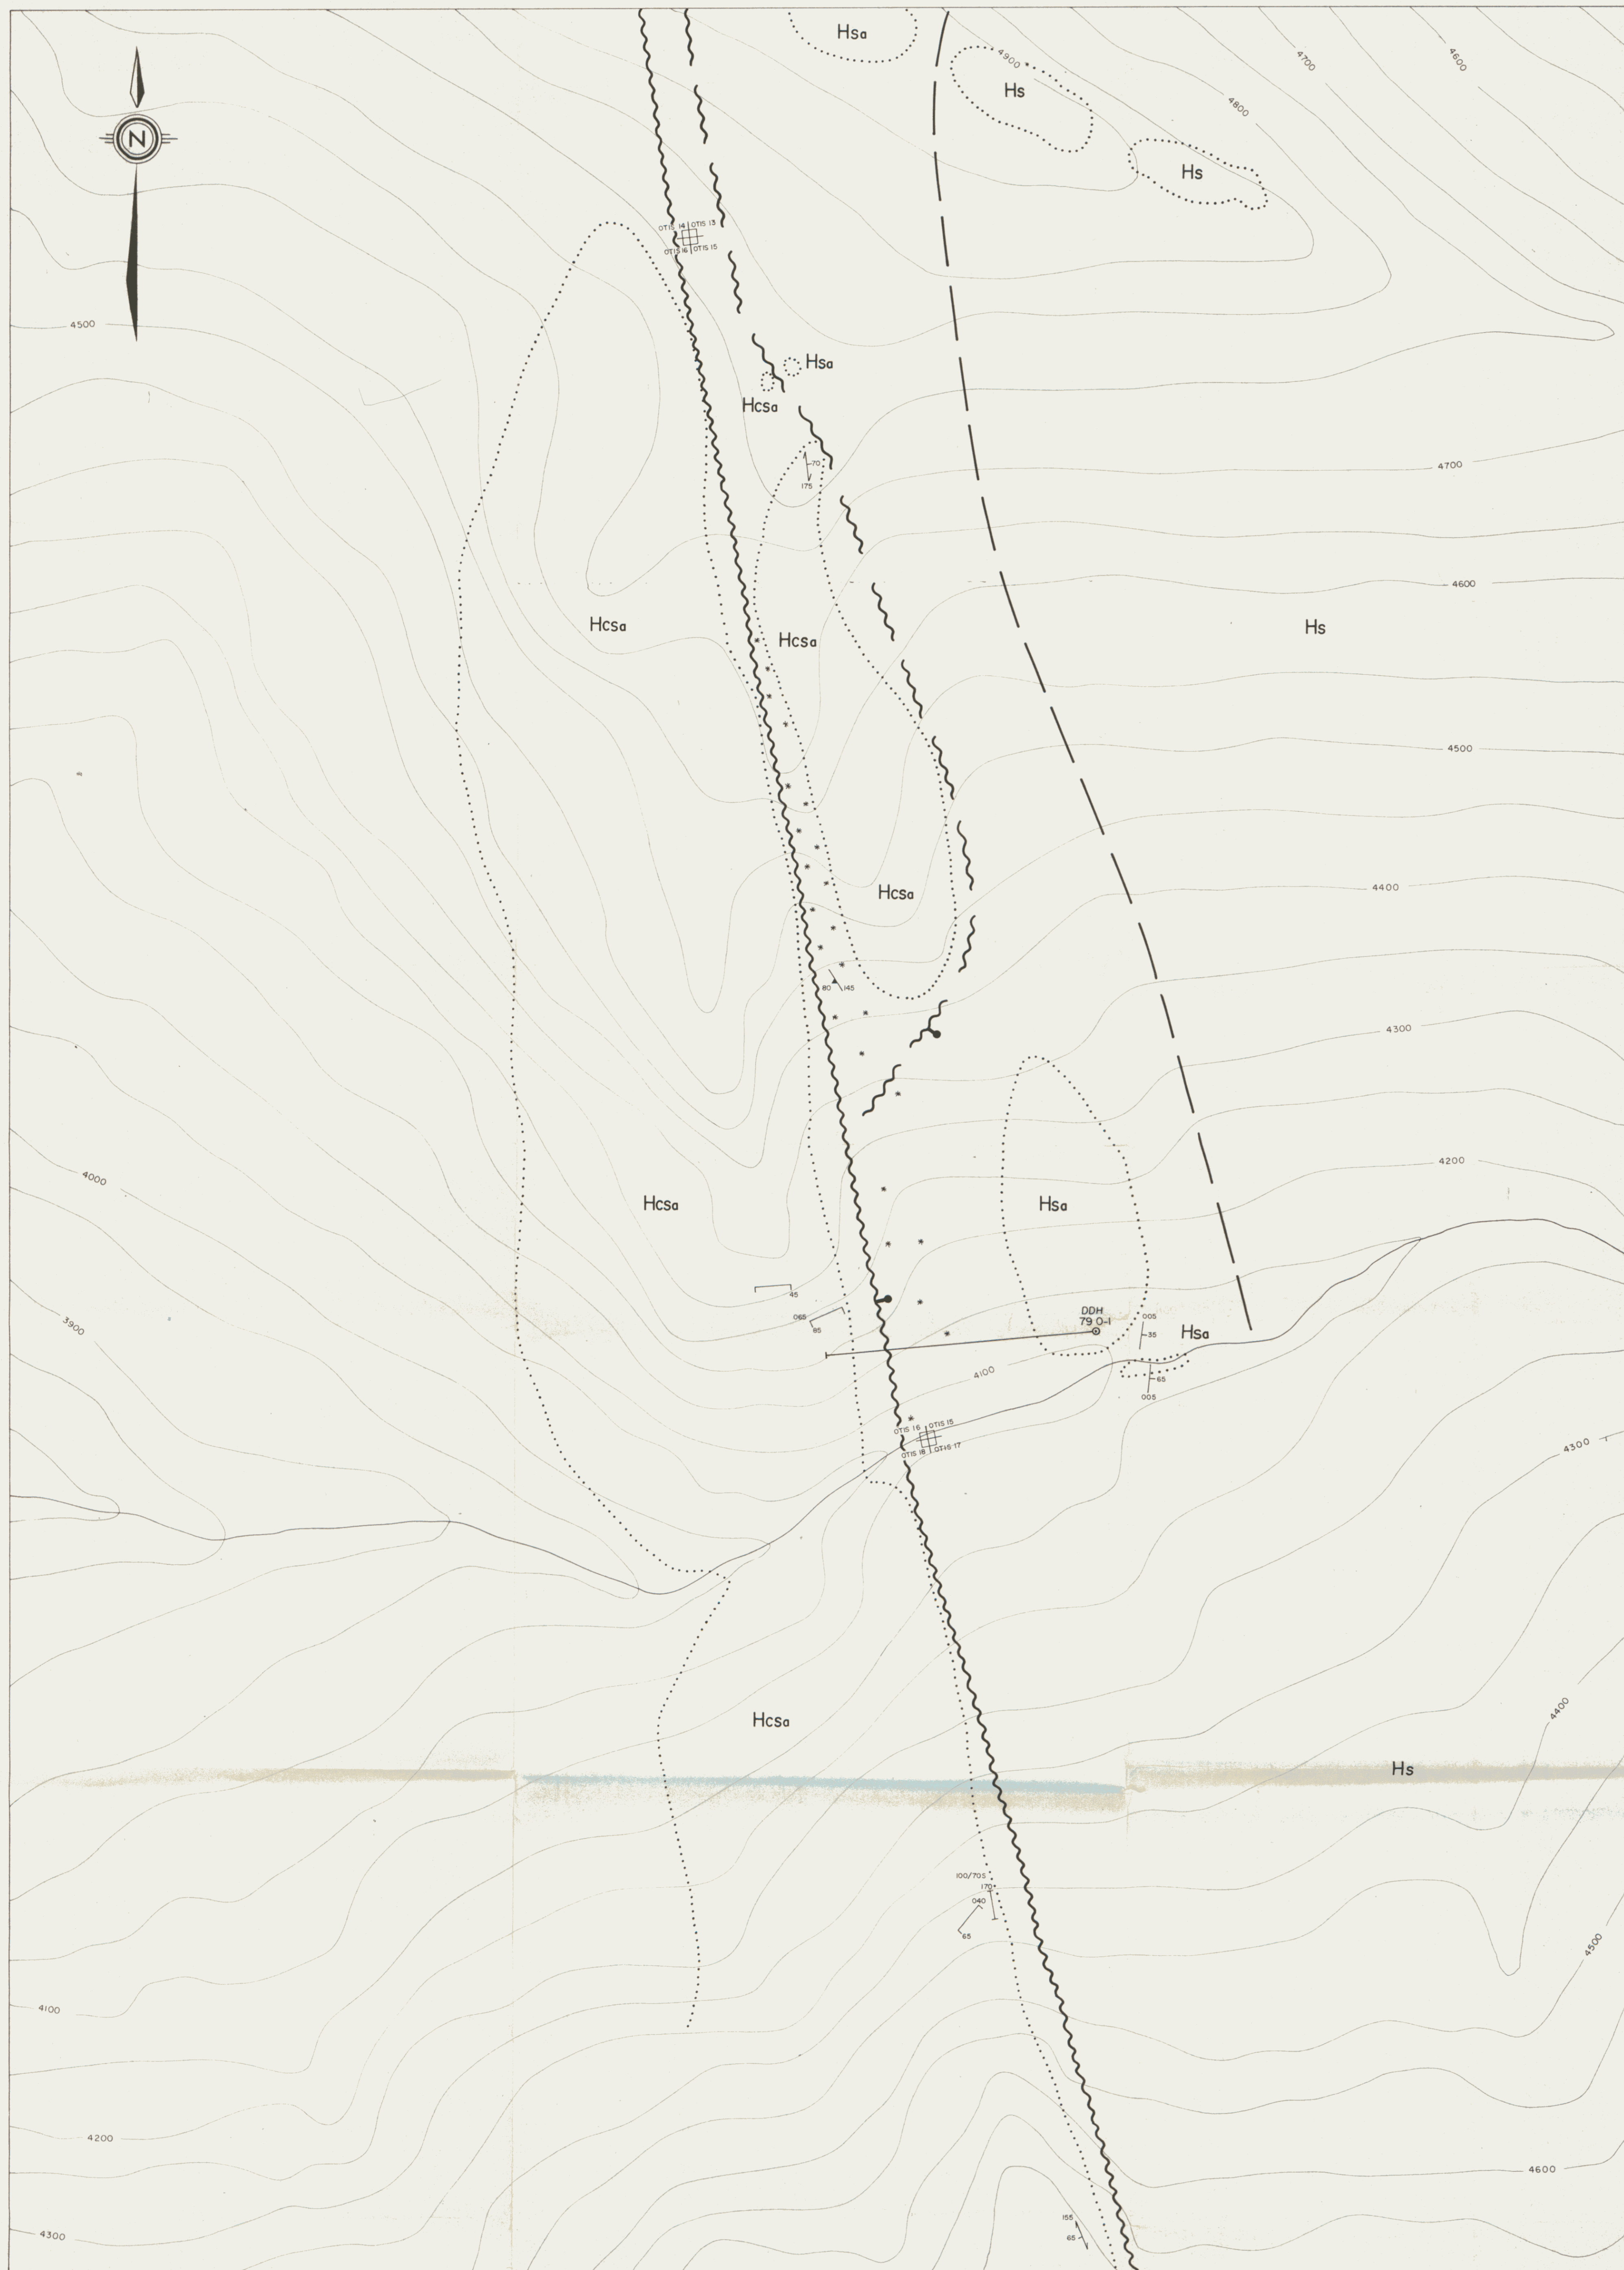 Hsa
4900
4700
4600
Hs
4800
N
Hs
OTIS 14 OTIS 13
OTIS 16 OTIS 15
4500
Hsa
Hcsa
70
175
4700
4600
Hcsa
Hcsa
Hs
4500
Hcsa
4400
80 145
4300
4000
4200
Hcsa
Hsa
45
065
85
3900
DDH
79 O-1
005
35
Hsa
4100
65
005
OTIS 16 OTIS 15
OTIS 18 OTIS 17
4300
4400
Hcsa
Hs
100/70S
170
040
65
4500
4100
4200
4600
155
65
4300